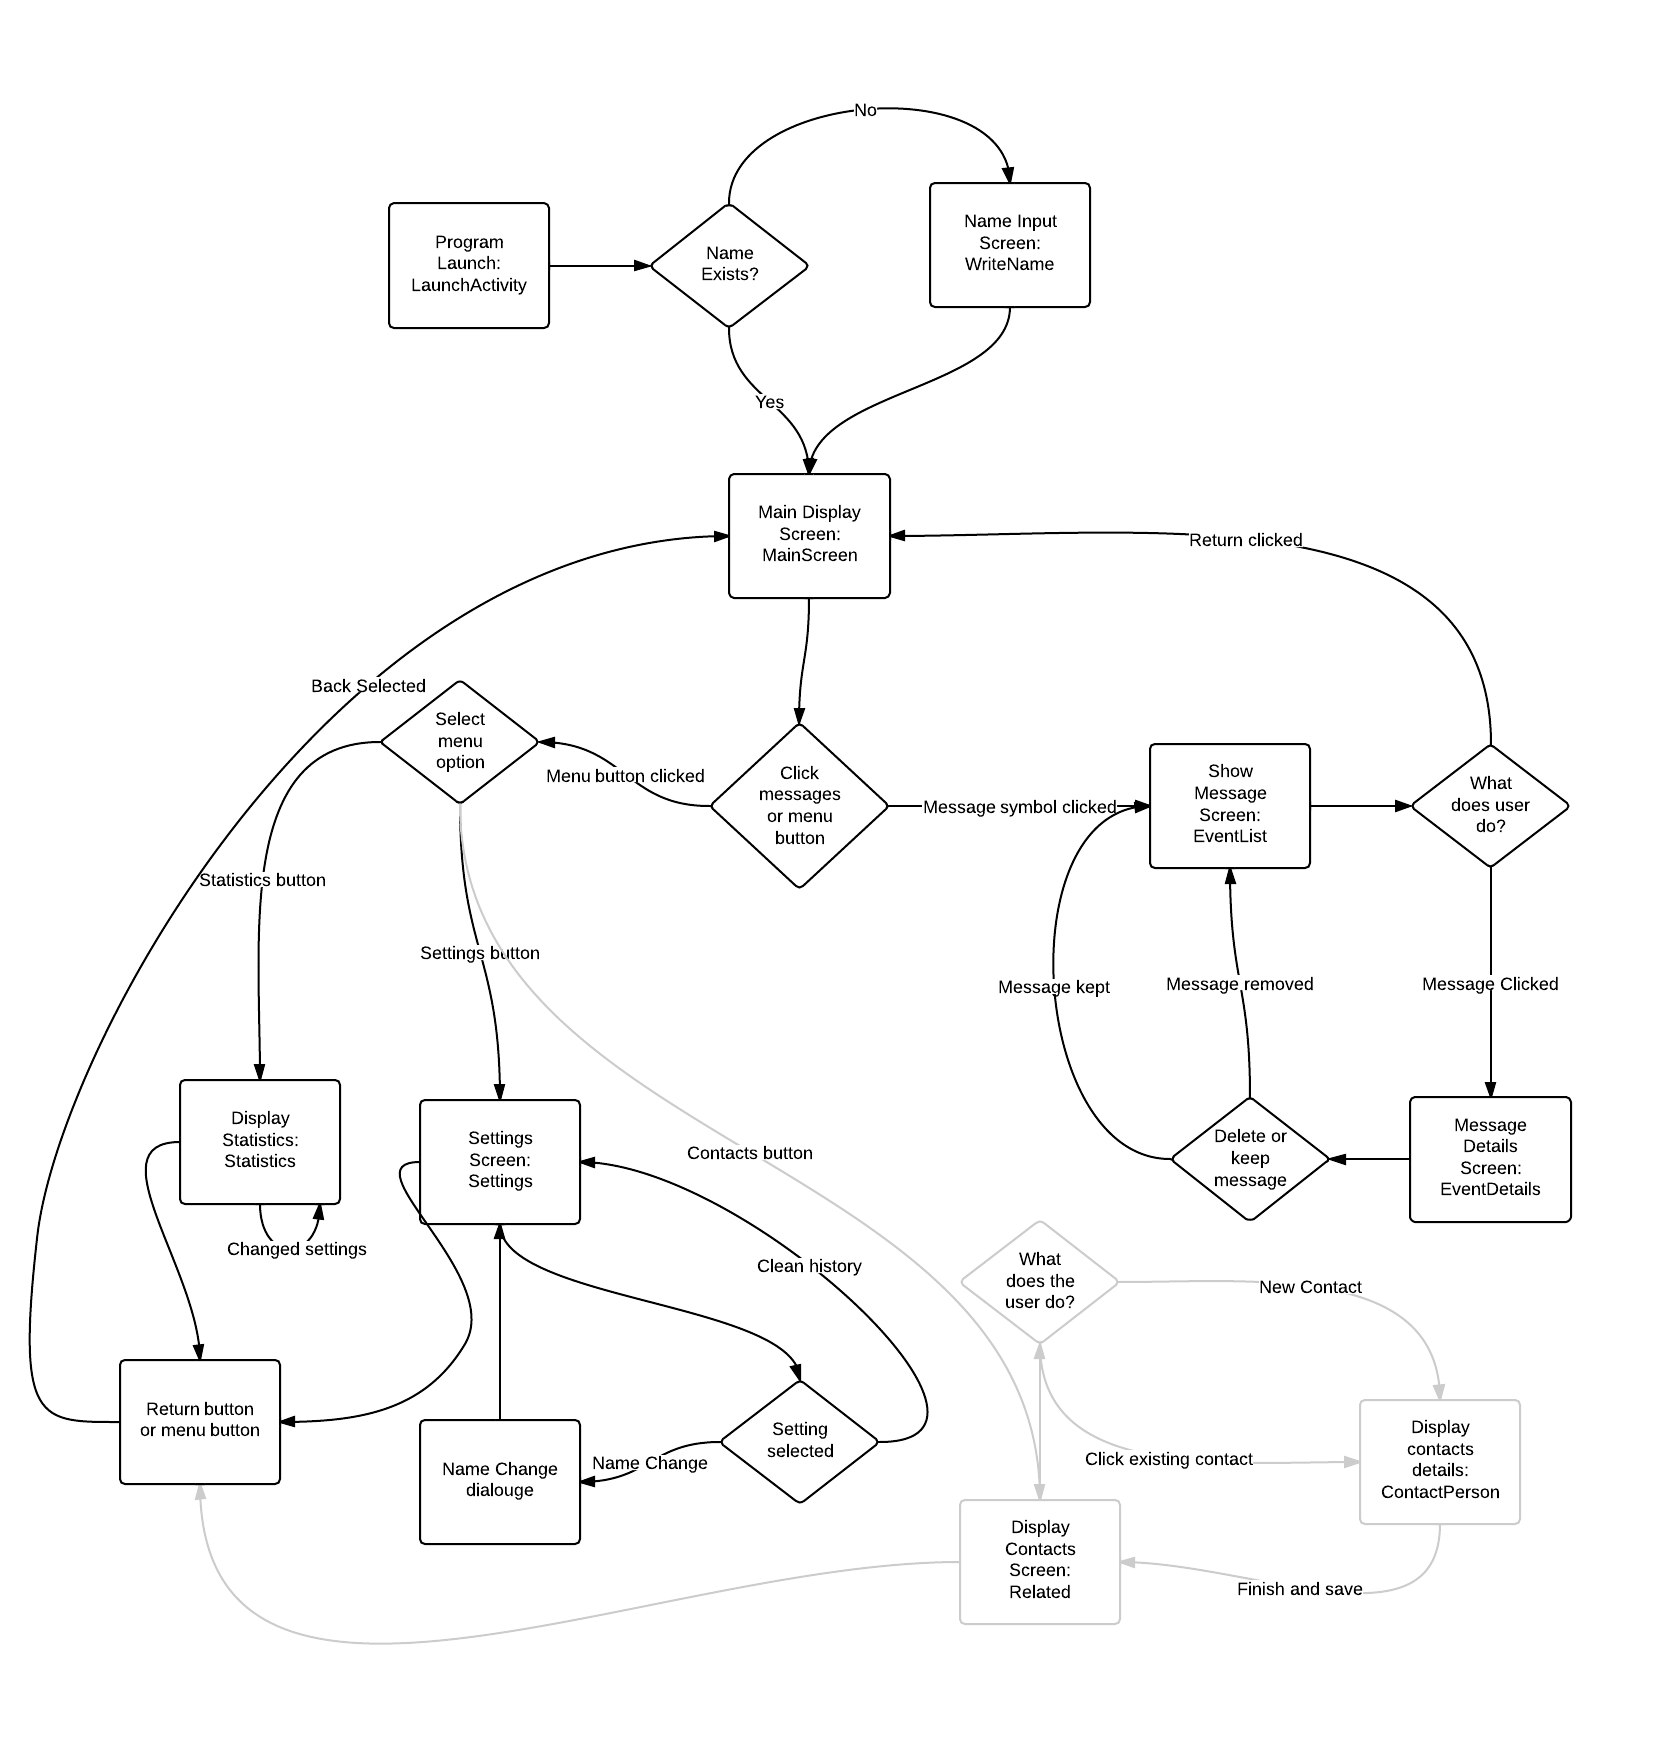 No
Program
Launch:
LaunchActivity
Name
Exists?
Name Input
Screen:
WriteName
Yes
Main Display
Screen:
MainScreen
Return clicked
Back Selected
Select
menu
option
Menu button clicked
Click
messages
or menu
button
Message symbol clicked
Show
Message
Screen:
EventList
What
does user
do?
Statistics button
Settings button
Message kept
Message removed
Message Clicked
Display
Statistics:
Statistics
Changed settings
Settings
Screen:
Settings
Contacts button
Delete or
keep
message
Message
Details
Screen:
EventDetails
Clean history
What
does the
user do?
New Contact
Return button
or menu button
Name Change
dialouge
Name Change
Setting
selected
Click existing contact
Display
contacts
details:
ContactPerson
Display
Contacts
Screen:
Related
Finish and save